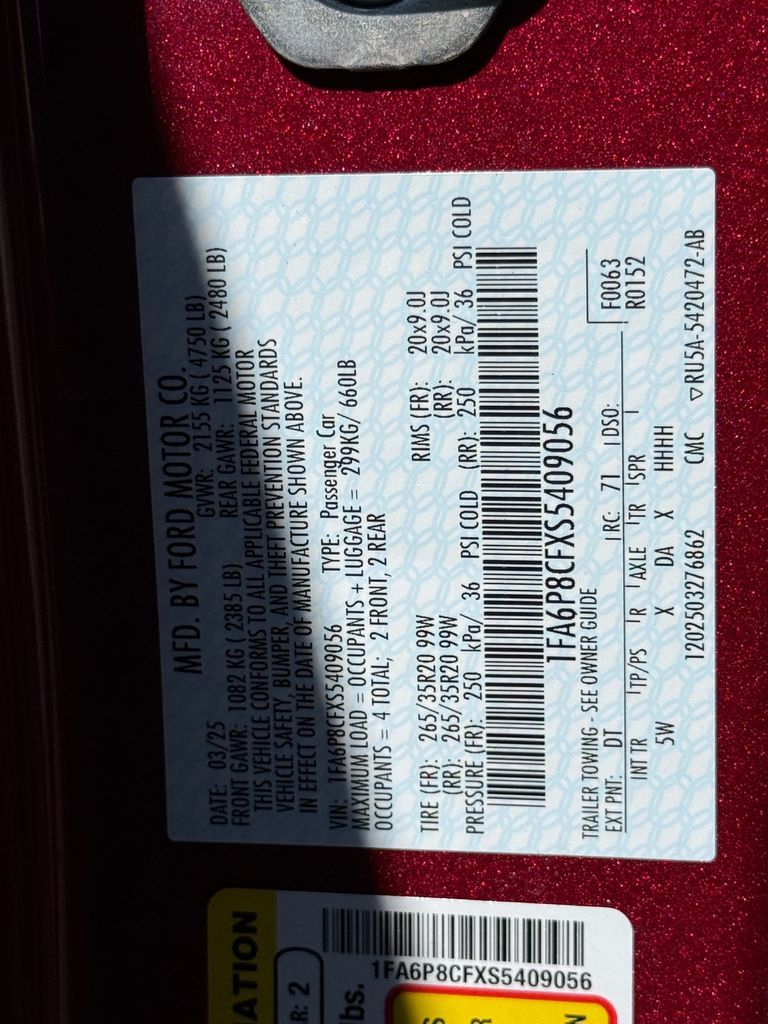 MFD. BY FORD MOTOR CO.
DATE: 03/25 GVWR: 2155 KG ( 4750 LB)
FRONT GAWR: 1082 KG ( 2385 LB) REAR GAWR: 1125 KG ( 2480 LB)
THIS VEHICLE CONFORMS TO ALL APPLICABLE FEDERAL MOTOR
VEHICLE SAFETY, BUMPER, AND THEFT PREVENTION STANDARDS
IN EFFECT ON THE DATE OF MANUFACTURE SHOWN ABOVE.
VIN: 1FA6P8CFXS5409056 TYPE: Passenger Car
MAXIMUM LOAD = OCCUPANTS + LUGGAGE = 299KG/ 660LB
OCCUPANTS = 4 TOTAL; 2 FRONT, 2 REAR
TIRE (FR): 265/35R20 99W RIMS (FR): 20x9.0J
(RR): 265/35R20 99W (RR): 20x9.0J
PRESSURE (FR): 250 kPa/ 36 PSI COLD (RR): 250 kPa/ 36 PSI COLD
1FA6P8CFXS5409056
TRAILER TOWING - SEE OWNER GUIDE
F0063
EXT PNT: DT RC: 71 DSO: R0152
INT TR TP/PS R AXLE TR SPR
5W X DA X HHHH
1202503276862 CMC ▽RU5A-5420472-AB
ATION
R: 2
bs.
1FA6P8CFXS5409056
S
R
N